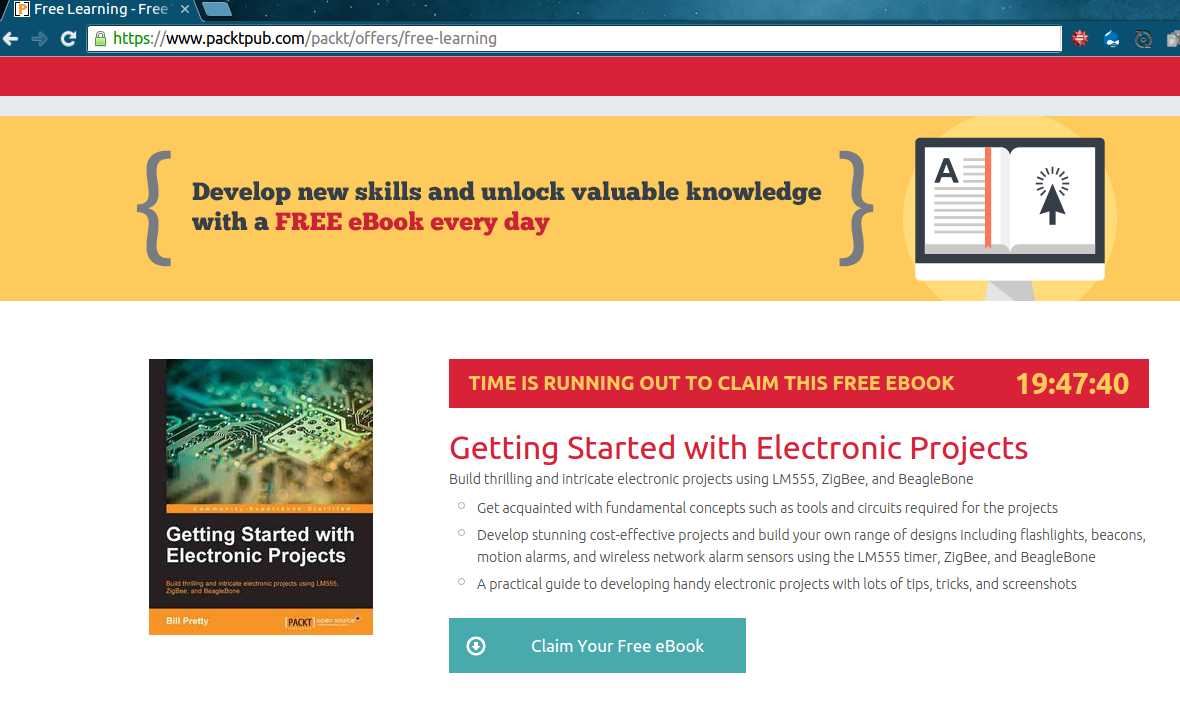 Free Learning - Free
https://www.packtpub.com/packt/offers/free-learning
Develop new skills and unlock valuable knowledge
with a FREE eBook every day
A
TIME IS RUNNING OUT TO CLAIM THIS FREE EBOOK 19:47:40
Getting Started with Electronic Projects
Build thrilling and intricate electronic projects using LM555, ZigBee, and BeagleBone
Get acquainted with fundamental concepts such as tools and circuits required for the projects
Develop stunning cost-effective projects and build your own range of designs including flashlights, beacons,
motion alarms, and wireless network alarm sensors using the LM555 timer, ZigBee, and BeagleBone
A practical guide to developing handy electronic projects with lots of tips, tricks, and screenshots
Claim Your Free eBook
Community Experience Distilled
Getting Started with
Electronic Projects
Build thrilling and intricate electronic projects using LM555,
ZigBee, and BeagleBone
Bill Pretty
[PACKT] open source